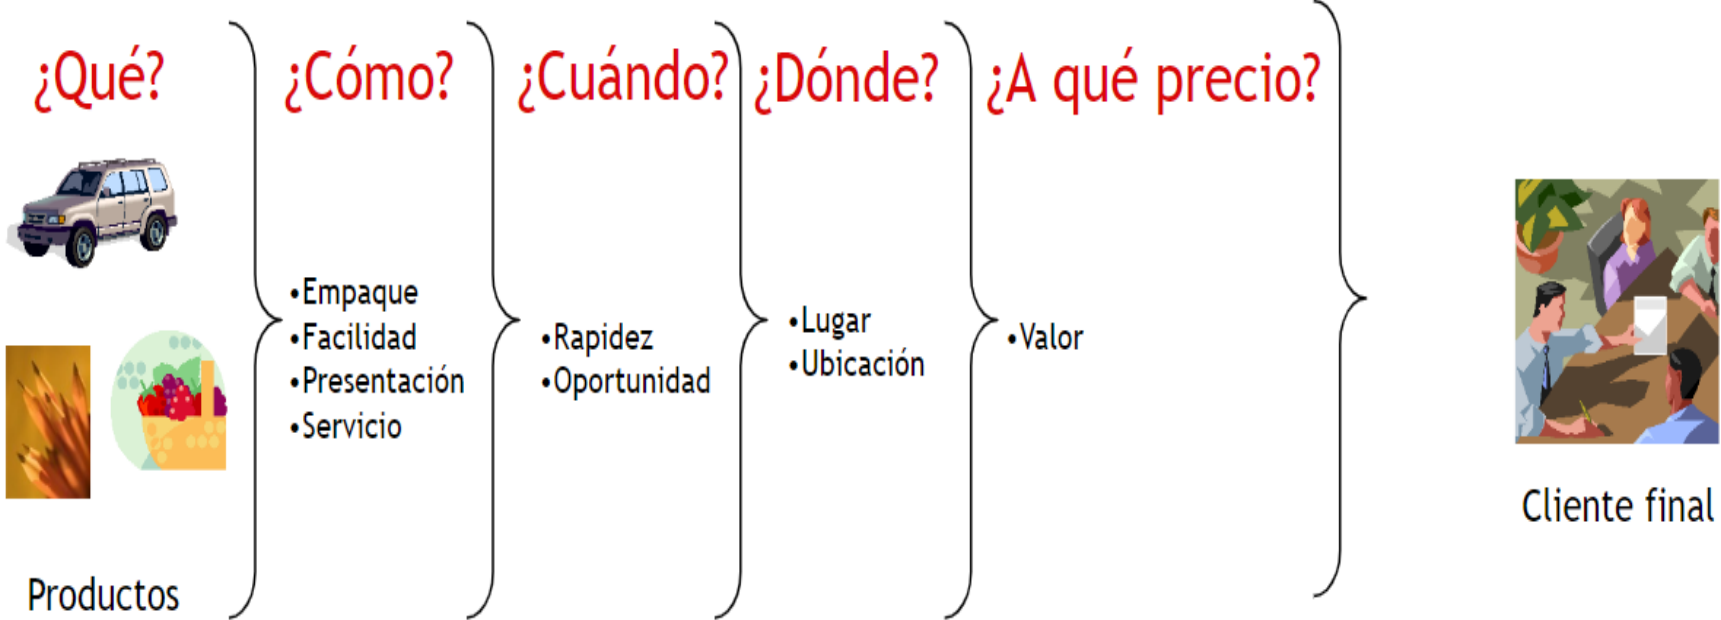 ¿Qué?
¿Cómo?
¿Cuándo?
¿Dónde?
¿A qué precio?
•Empaque
•Facilidad
•Presentación
•Servicio
•Rapidez
•Oportunidad
•Lugar
•Ubicación
•Valor
Productos
Cliente final